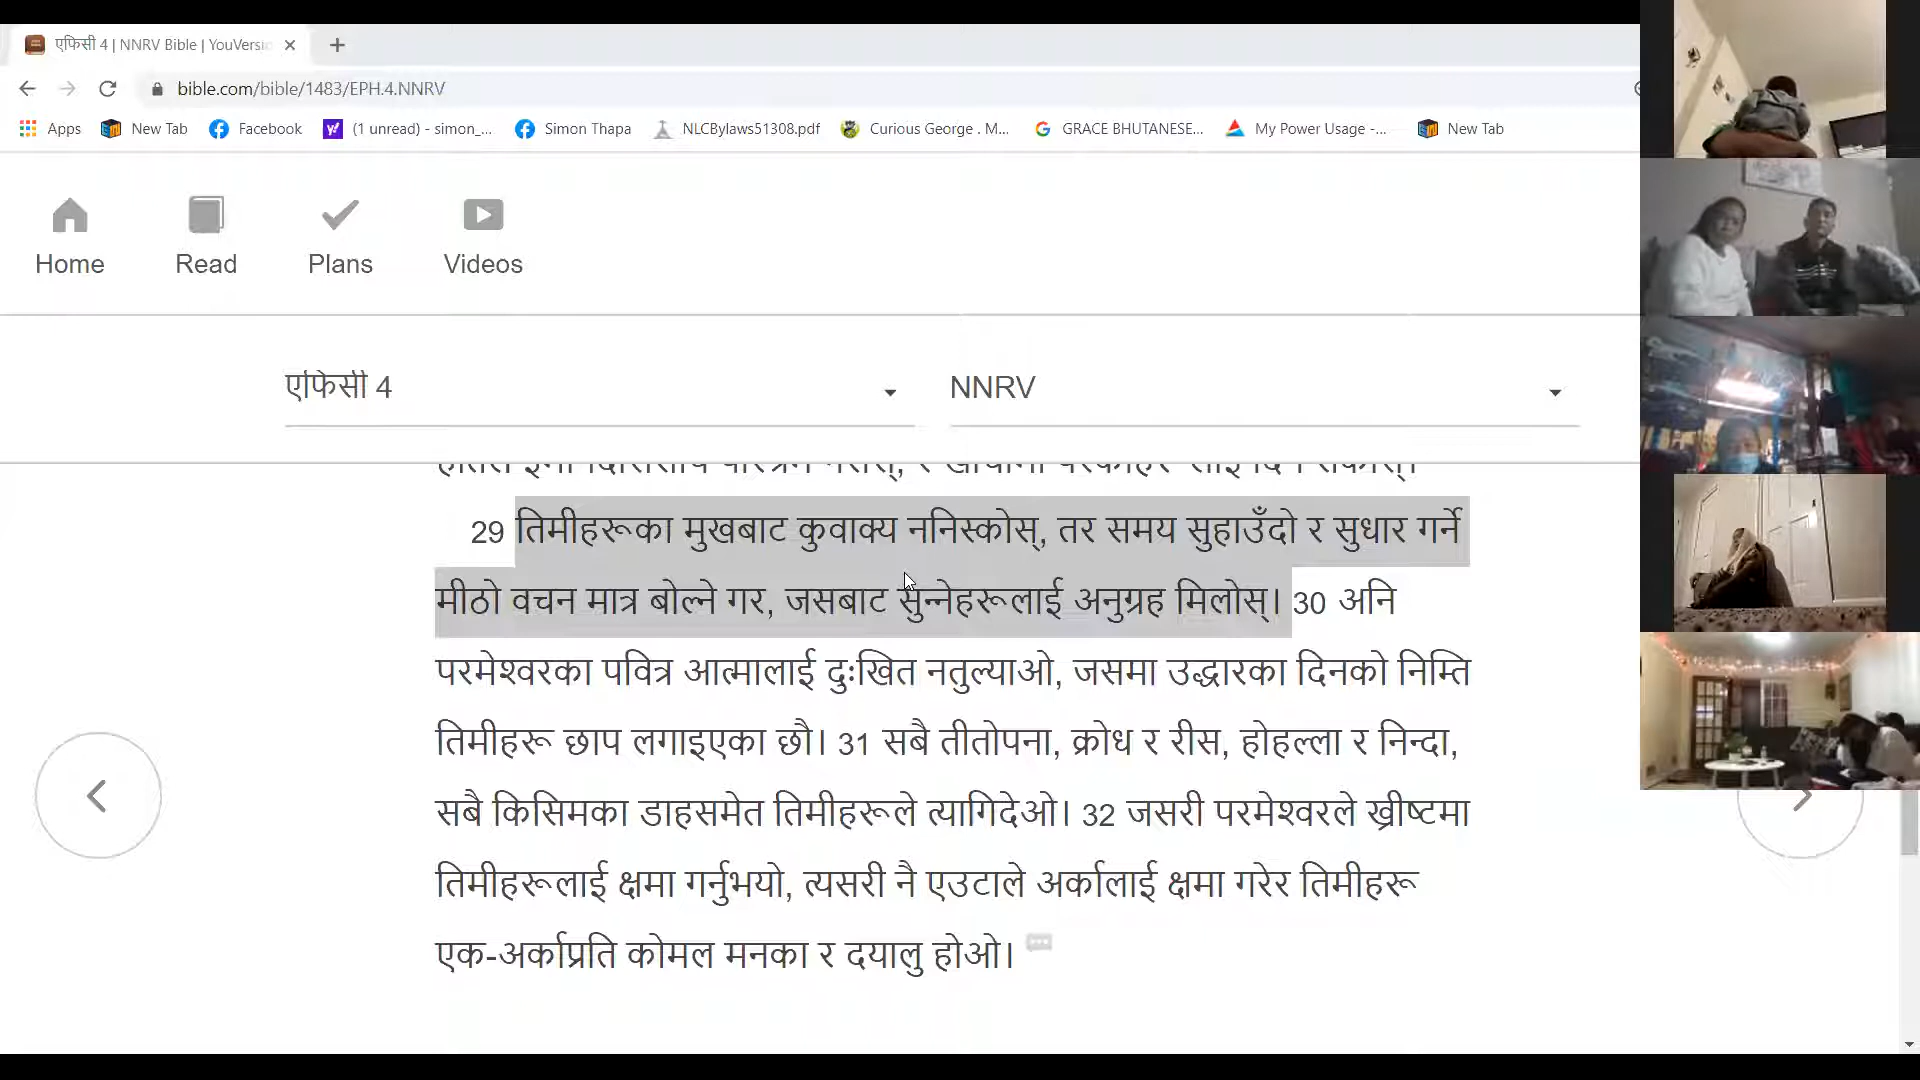 एफिसी 4 | NNRV Bible | YouVersi
bible.com/bible/1483/EPH.4.NNRV
Apps New Tab Facebook (1 unread) - simon_... Simon Thapa NLCBylaws51308.pdf Curious George . M... GRACE BHUTANESE... My Power Usage -... New Tab
Home Read Plans Videos
एफिसी 4 NNRV
29 तिमीहरूका मुखबाट कुवाक्य ननिस्कोस्, तर समय सुहाउँदो र सुधार गर्ने
मीठो वचन मात्र बोल्ने गर, जसबाट सुन्नेहरूलाई अनुग्रह मिलोस्। 30 अनि
परमेश्वरका पवित्र आत्मालाई दुःखित नतुल्याओ, जसमा उद्धारका दिनको निम्ति
तिमीहरू छाप लगाइएका छौ। 31 सबै तीतोपना, क्रोध र रीस, होहल्ला र निन्दा,
सबै किसिमका डाहसमेत तिमीहरूले त्यागिदेओ। 32 जसरी परमेश्वरले ख्रीष्टमा
तिमीहरूलाई क्षमा गर्नुभयो, त्यसरी नै एउटाले अर्कालाई क्षमा गरेर तिमीहरू
एक-अर्काप्रति कोमल मनका र दयालु होओ।